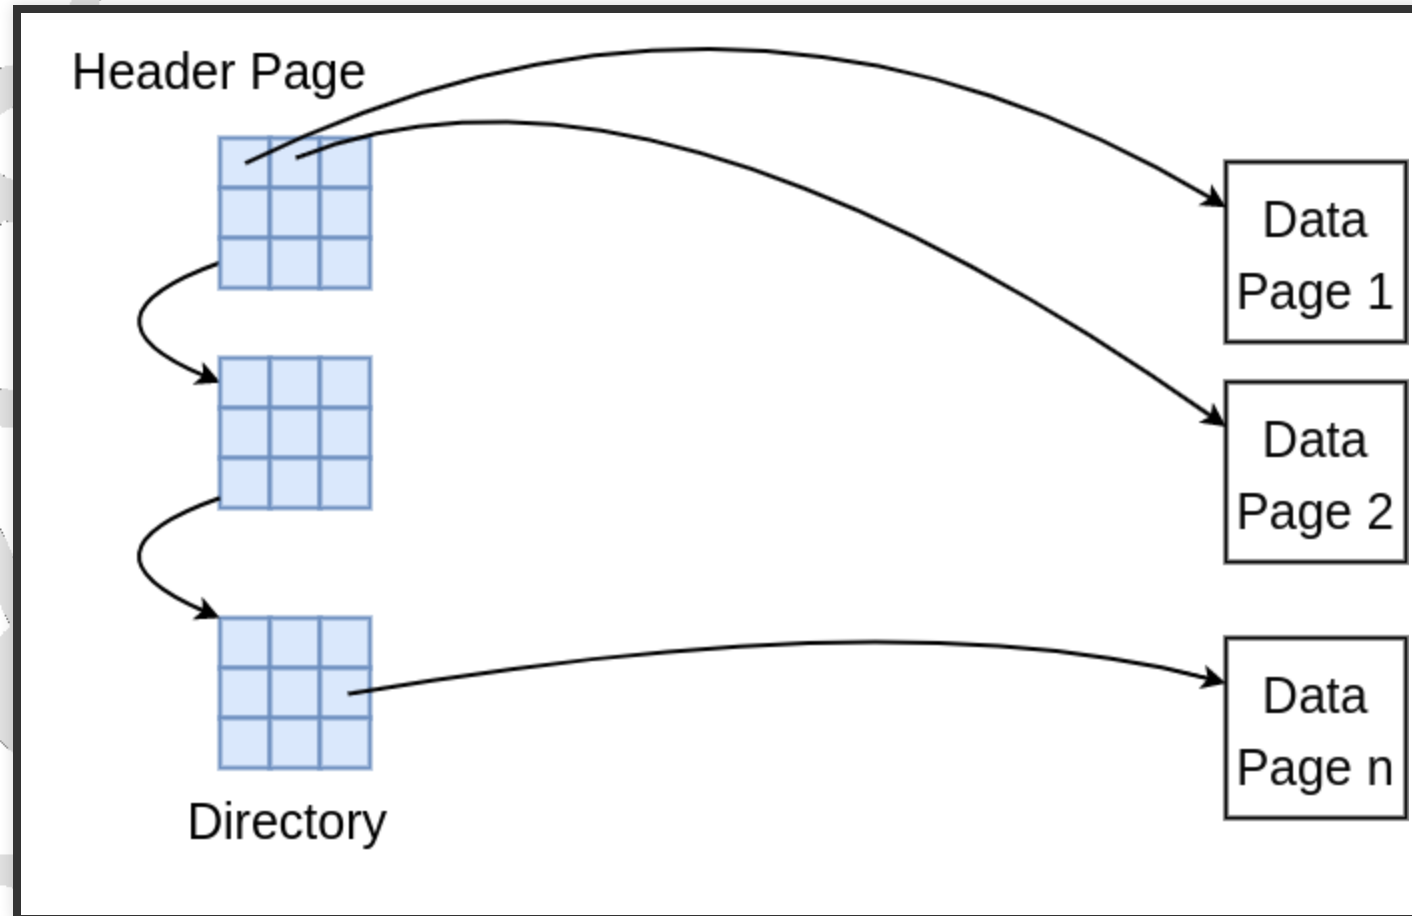 Header Page
Data
Page 1
Data
Page 2
Data
Page n
Directory